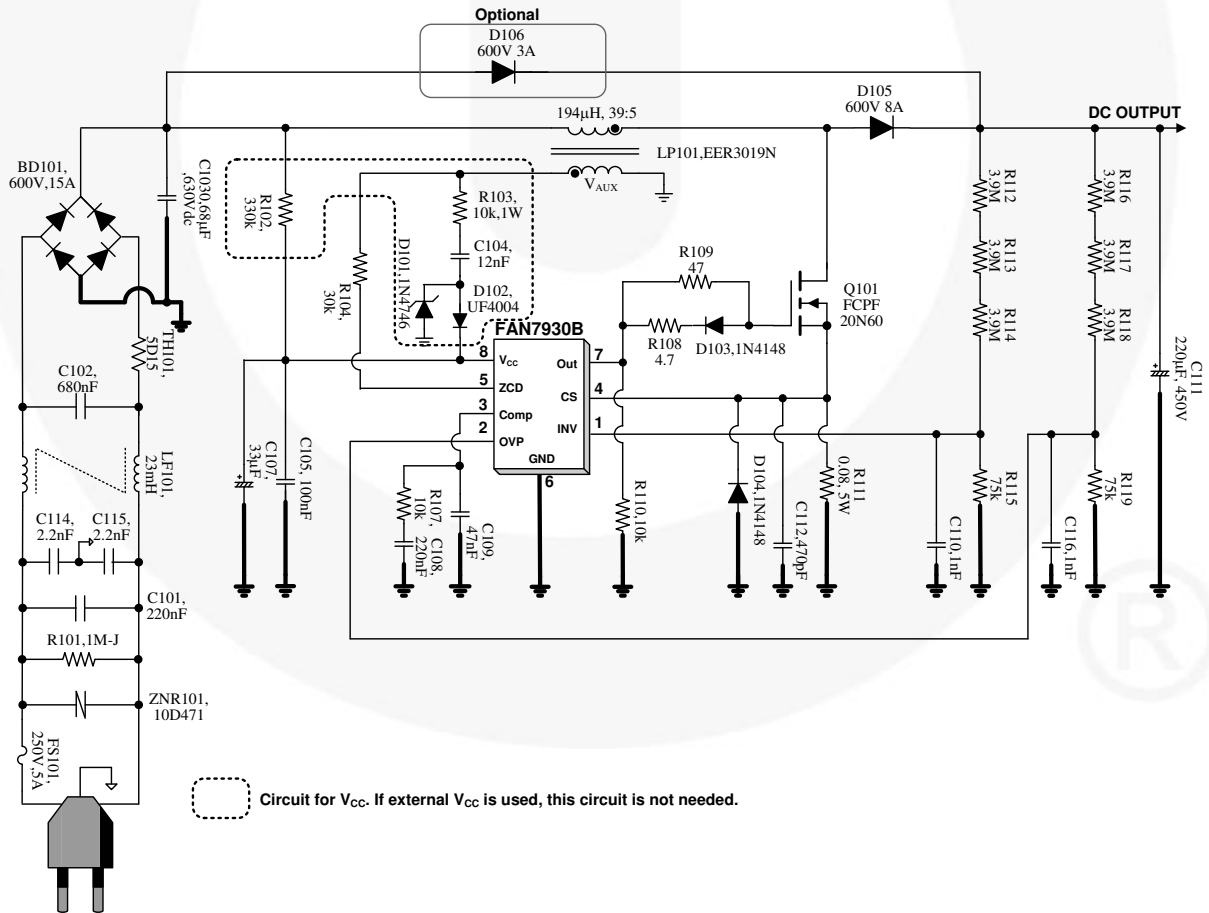 Optional
D106
600V 3A
D105
600V 8A
194µH, 39:5
DC OUTPUT
BD101,
600V,15A
C1030,68µF
,630Vdc
LP101,EER3019N
VAUX
R102,
330k
R103,
10k,1W
C104,
12nF
D101,1N4746
D102,
UF4004
R104,
30k
R109
47
R108
4.7
D103,1N4148
Q101
FCPF
20N60
R112
3.9M
R113
3.9M
R114
3.9M
R116
3.9M
R117
3.9M
R118
3.9M
C111
220µF, 450V
FAN7930B
8
VCC
Out
7
5
ZCD
CS
4
3
Comp
INV
1
2
OVP
GND
6
TH101,
5D15
C102,
680nF
LF101,
23mH
C107,
33µF
C105, 100nF
R107,
10k
C108,
220nF
C109,
47nF
R110,10k
D104,1N4148
C112,470pF
R111
0.08, 5W
C110,1nF
R115
75k
C116,1nF
R119
75k
C114,
2.2nF
C115,
2.2nF
C101,
220nF
R101,1M-J
ZNR101,
10D471
FS101,
250V,5A
Circuit for VCC. If external VCC is used, this circuit is not needed.
®